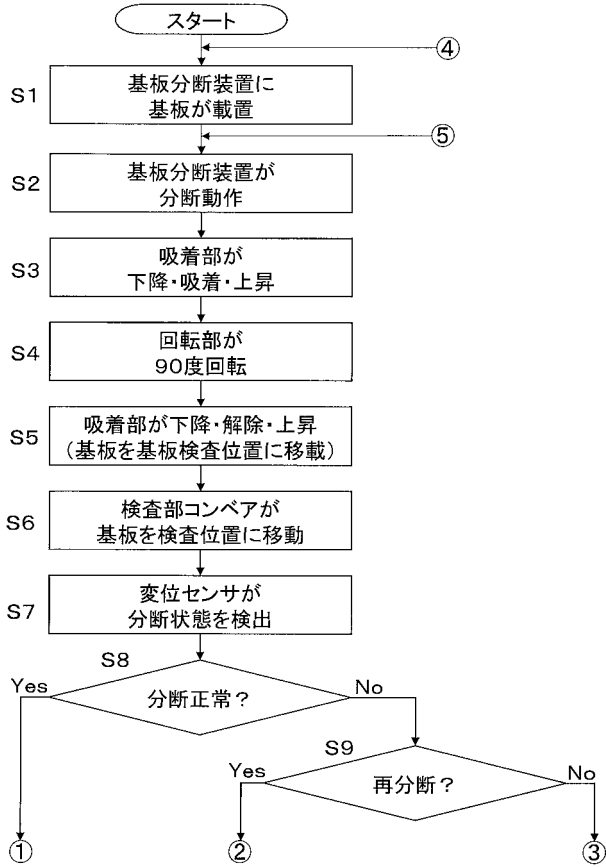 スタート
④
S1
基板分断装置に
基板が載置
⑤
S2
基板分断装置が
分断動作
S3
吸着部が
下降・吸着・上昇
S4
回転部が
90度回転
S5
吸着部が下降・解除・上昇
(基板を基板検査位置に移載)
S6
検査部コンベアが
基板を検査位置に移動
S7
変位センサが
分断状態を検出
S8
Yes
分断正常?
No
S9
Yes
再分断?
No
①
②
③